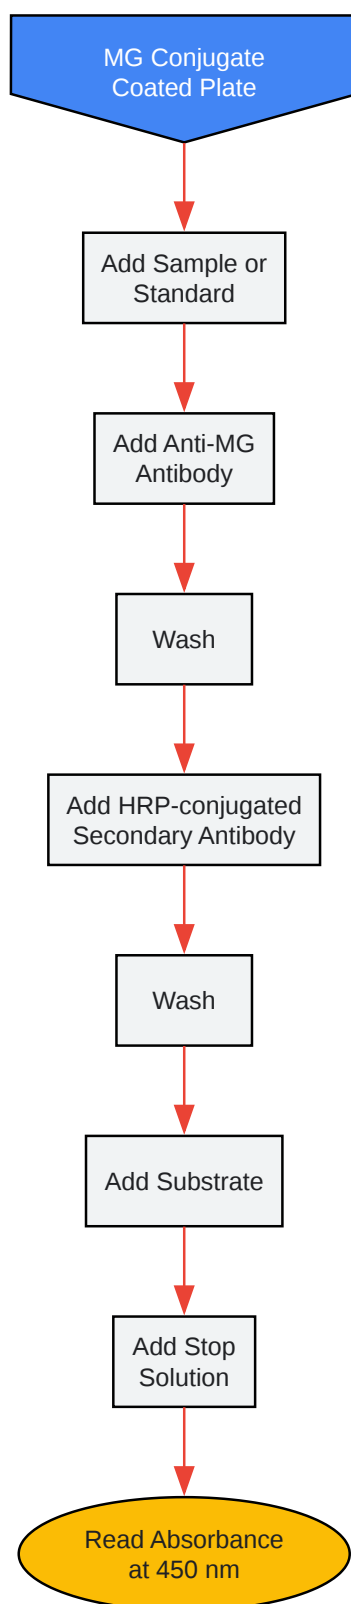 MG Conjugate
Coated Plate
Add Sample or
Standard
Add Anti-MG
Antibody
Wash
Add HRP-conjugated
Secondary Antibody
Wash
Add Substrate
Add Stop
Solution
Read Absorbance
at 450 nm